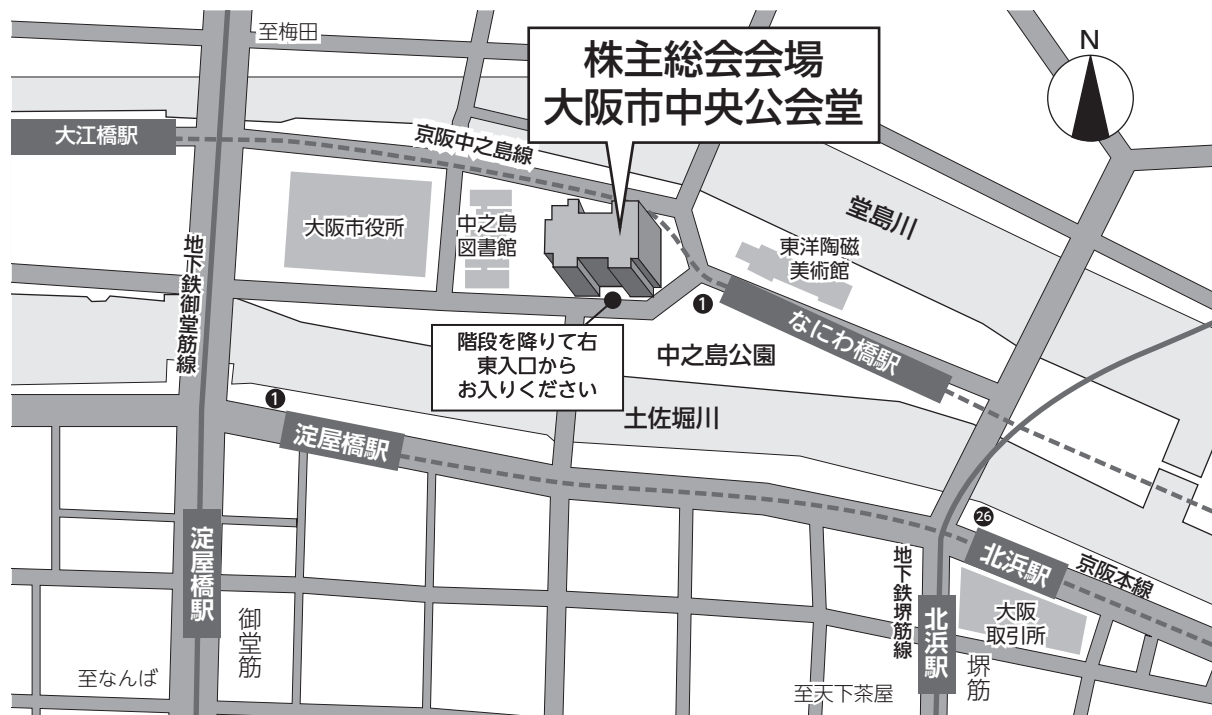 至梅田
株主総会会場
大阪市中央公会堂
N
大江橋駅
京阪中之島線
堂島川
大阪市役所
中之島
図書館
東洋陶磁
美術館
地下鉄御堂筋線
1
なにわ橋駅
階段を降りて右
東入口から
お入りください
中之島公園
1
土佐堀川
淀屋橋駅
26
淀屋橋駅
北浜駅
京阪本線
地下鉄堺筋線
北浜駅
大阪
取引所
御堂筋
堺筋
至なんば
至天下茶屋